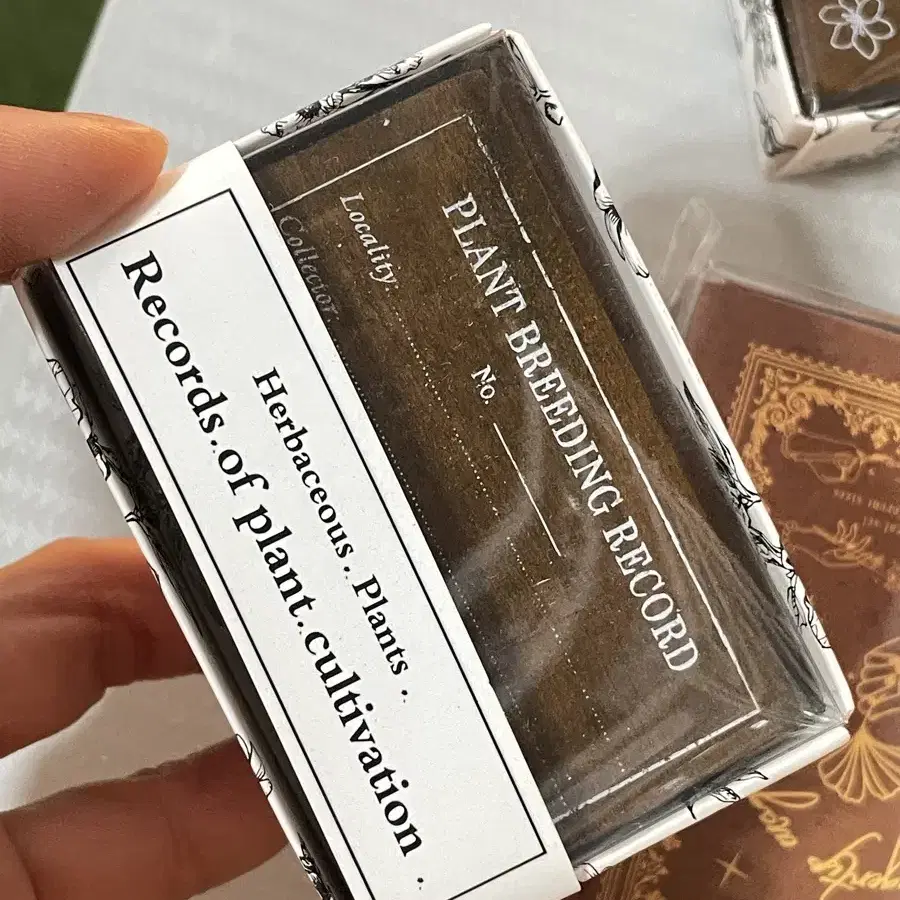 PLANT BREEDING RECORD
No.
Locality
Collector
Herbaceous. Plants .
Records.of plant.cultivation .